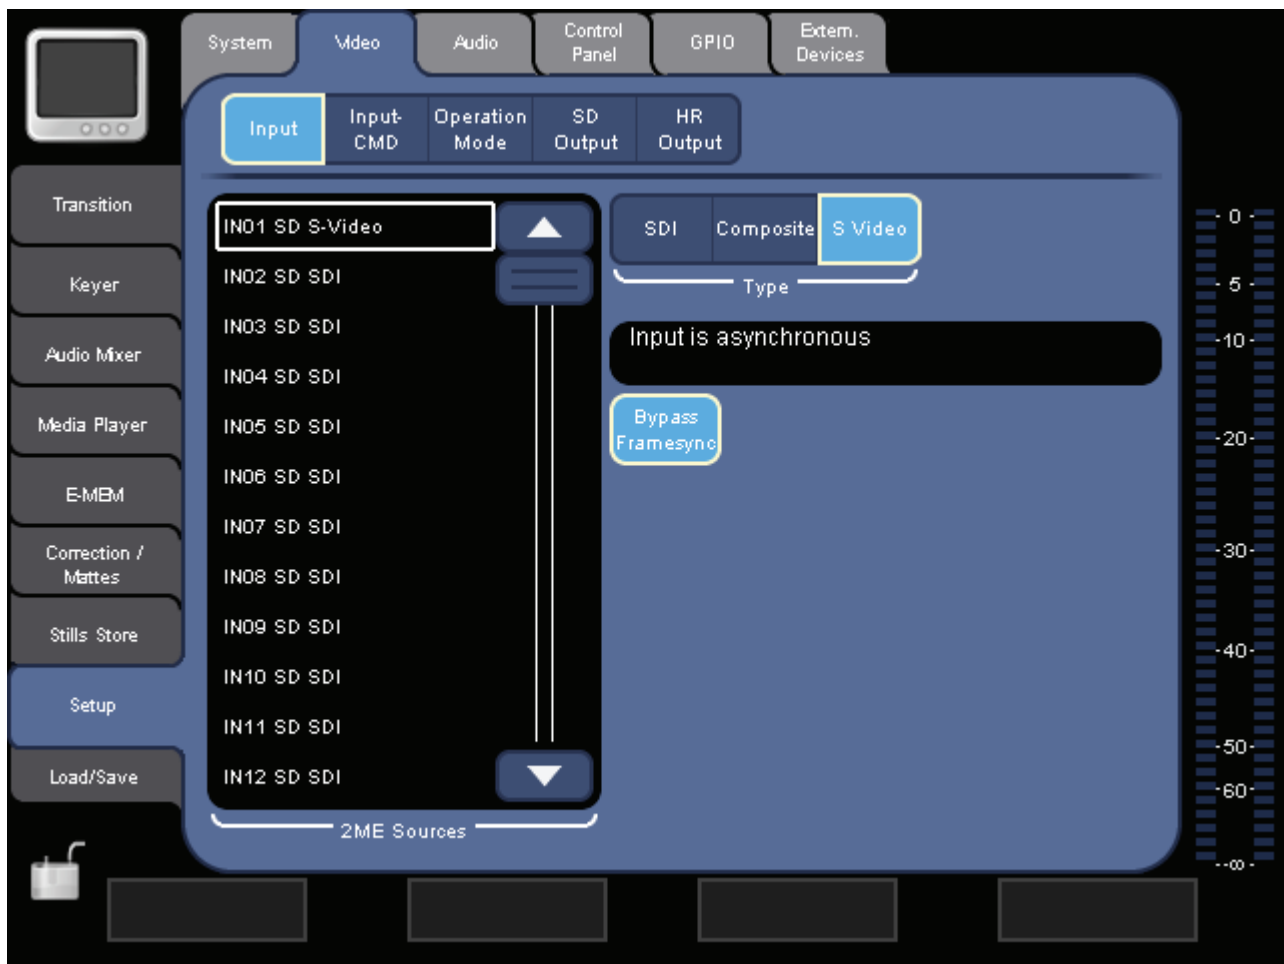 System
Video
Audio
Control
Panel
GPIO
Extern.
Devices
Input
Input-
CMD
Operation
Mode
SD
Output
HR
Output
Transition
Keyer
Audio Mixer
Media Player
E-MEM
Correction /
Mattes
Stills Store
Setup
Load/Save
IN01 SD S-Video
IN02 SD SDI
IN03 SD SDI
IN04 SD SDI
IN05 SD SDI
IN06 SD SDI
IN07 SD SDI
IN08 SD SDI
IN09 SD SDI
IN10 SD SDI
IN11 SD SDI
IN12 SD SDI
2ME Sources
SDI
Composite
S Video
Type
Input is asynchronous
Bypass
Framesync
- 0 -
- 5 -
-10-
-20-
-30-
-40-
-50-
-60-
--∞ -